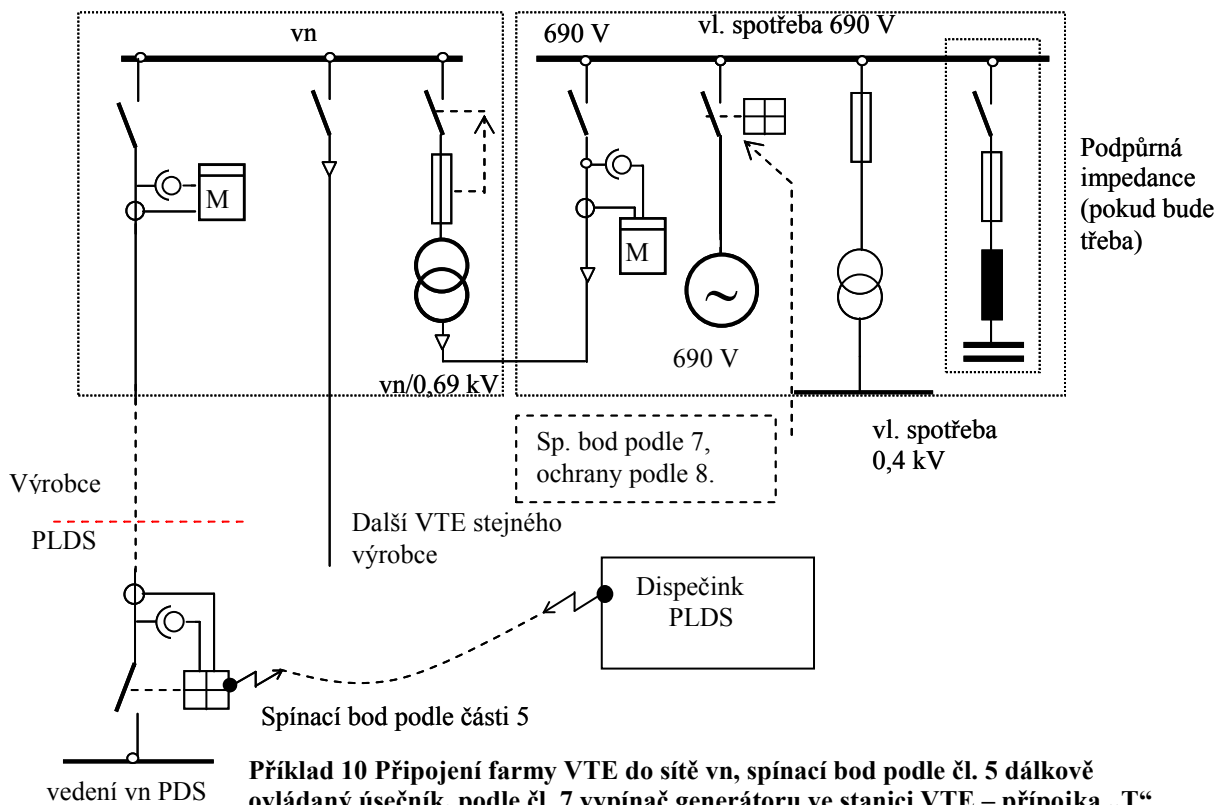 vn
690 V
vl. spotřeba 690 V
M
M
Podpůrná
impedance
(pokud bude
třeba)
~
690 V
vn/0,69 kV
Sp. bod podle 7,
ochrany podle 8.
vl. spotřeba
0,4 kV
Výrobce
PLDS
Další VTE stejného
výrobce
Dispečink
PLDS
Spínací bod podle části 5
vedení vn PDS
Příklad 10 Připojení farmy VTE do sítě vn, spínací bod podle čl. 5 dálkově
ovládaný úsečník, podle čl. 7 vypínač generátoru ve stanici VTE – přípojka „T“